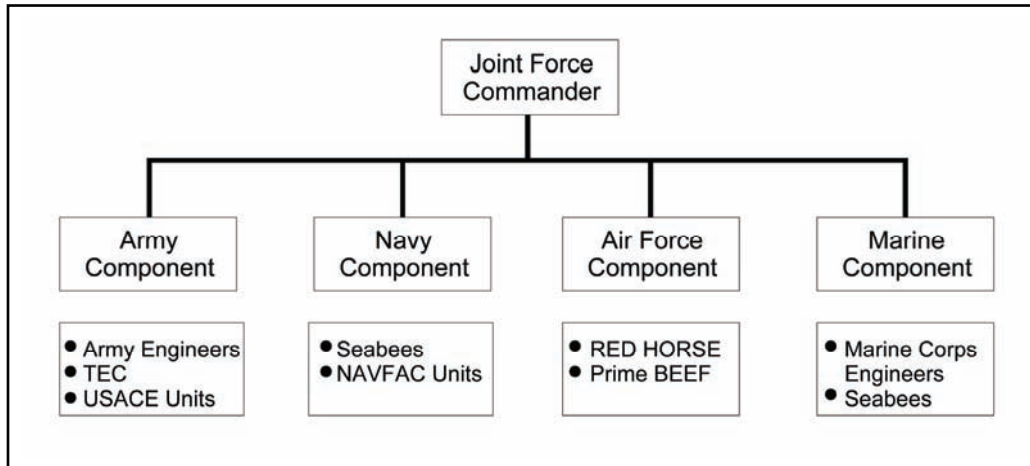 Joint Force
Commander
Army
Component
Navy
Component
Air Force
Component
Marine
Component
● Army Engineers
● TEC
● USACE Units
● Seabees
● NAVFAC Units
● RED HORSE
● Prime BEEF
● Marine Corps
Engineers
● Seabees